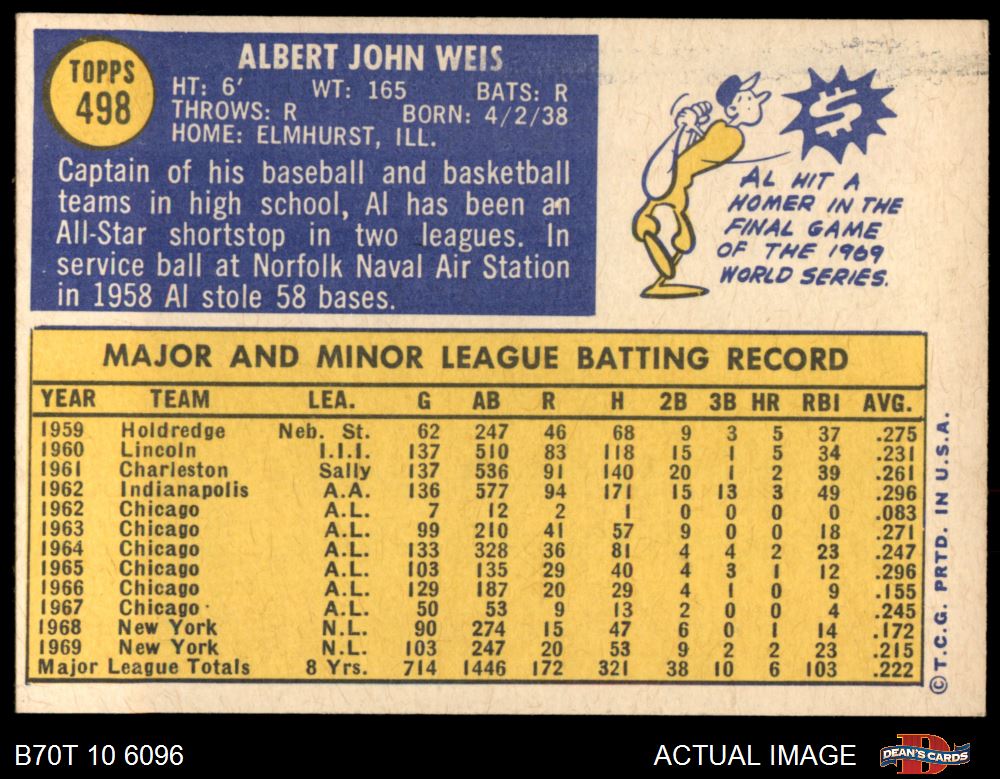 TOPPS
498
ALBERT JOHN WEIS
HT: 6' WT: 165 BATS: R
THROWS: R BORN: 4/2/38
HOME: ELMHURST, ILL.
Captain of his baseball and basketball
teams in high school, Al has been an
All-Star shortstop in two leagues. In
service ball at Norfolk Naval Air Station
in 1958 Al stole 58 bases.
$
AL HIT A
HOMER IN THE
FINAL GAME
OF THE 1969
WORLD SERIES.
MAJOR AND MINOR LEAGUE BATTING RECORD
YEAR TEAM LEA. G AB R H 2B 3B HR RBI AVG.
1959 Holdredge Neb. St. 62 247 46 68 9 3 5 37 .275
1960 Lincoln I.I.I. 137 510 83 118 15 1 5 34 .231
1961 Charleston Sally 137 536 91 140 20 1 2 39 .261
1962 Indianapolis A.A. 136 577 94 171 15 13 3 49 .296
1962 Chicago A.L. 7 12 2 1 0 0 0 0 .083
1963 Chicago A.L. 99 210 41 57 9 0 0 18 .271
1964 Chicago A.L. 133 328 36 81 4 4 2 23 .247
1965 Chicago A.L. 103 135 29 40 4 3 1 12 .296
1966 Chicago A.L. 129 187 20 29 4 1 0 9 .155
1967 Chicago A.L. 50 53 9 13 2 0 0 4 .245
1968 New York N.L. 90 274 15 47 6 0 1 14 .172
1969 New York N.L. 103 247 20 53 9 2 2 23 .215
Major League Totals 8 Yrs. 714 1446 172 321 38 10 6 103 .222
©T.C.G. PRTD. IN U.S.A.
B70T 10 6096
ACTUAL IMAGE
DEAN'S CARDS